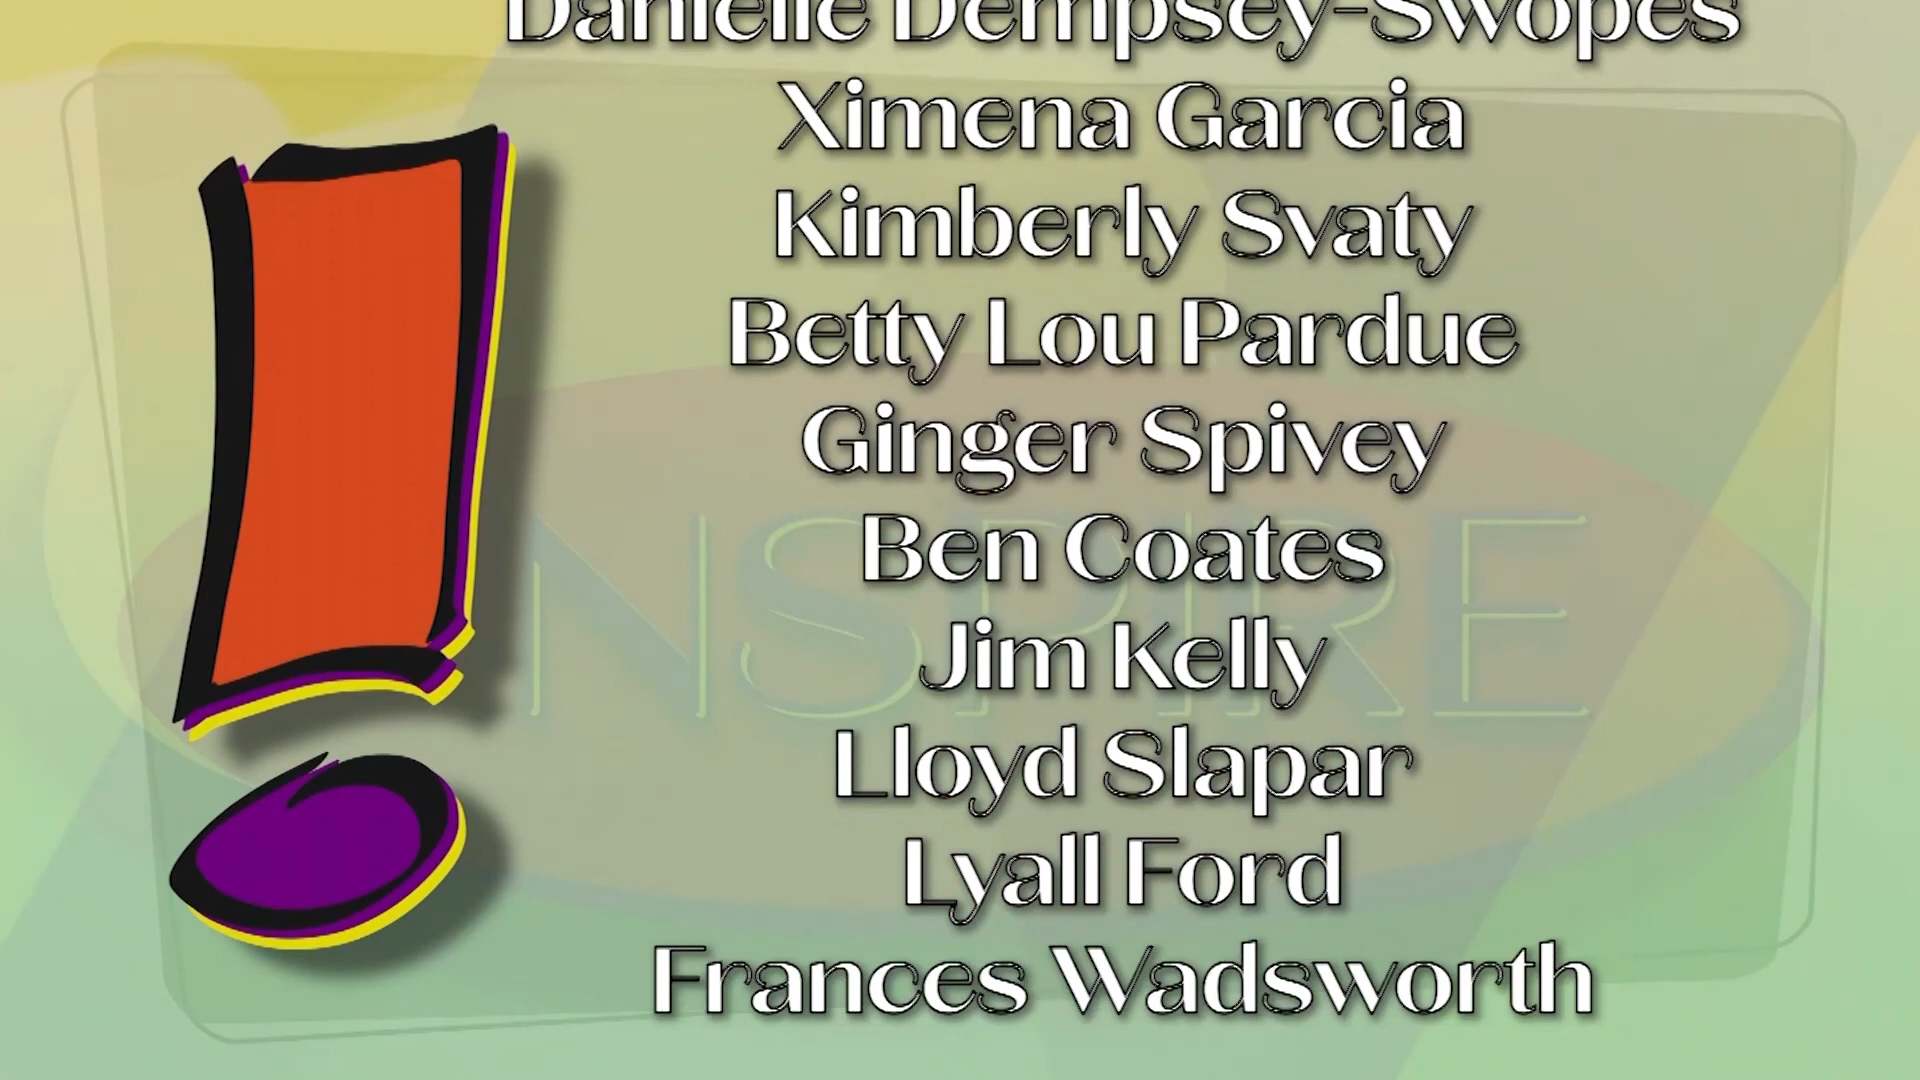 Danielle Dempsey-Swopes
Ximena Garcia
Kimberly Svaty
Betty Lou Pardue
Ginger Spivey
Ben Coates
Jim Kelly
Lloyd Slapar
Lyall Ford
Frances Wadsworth
NSPIRE